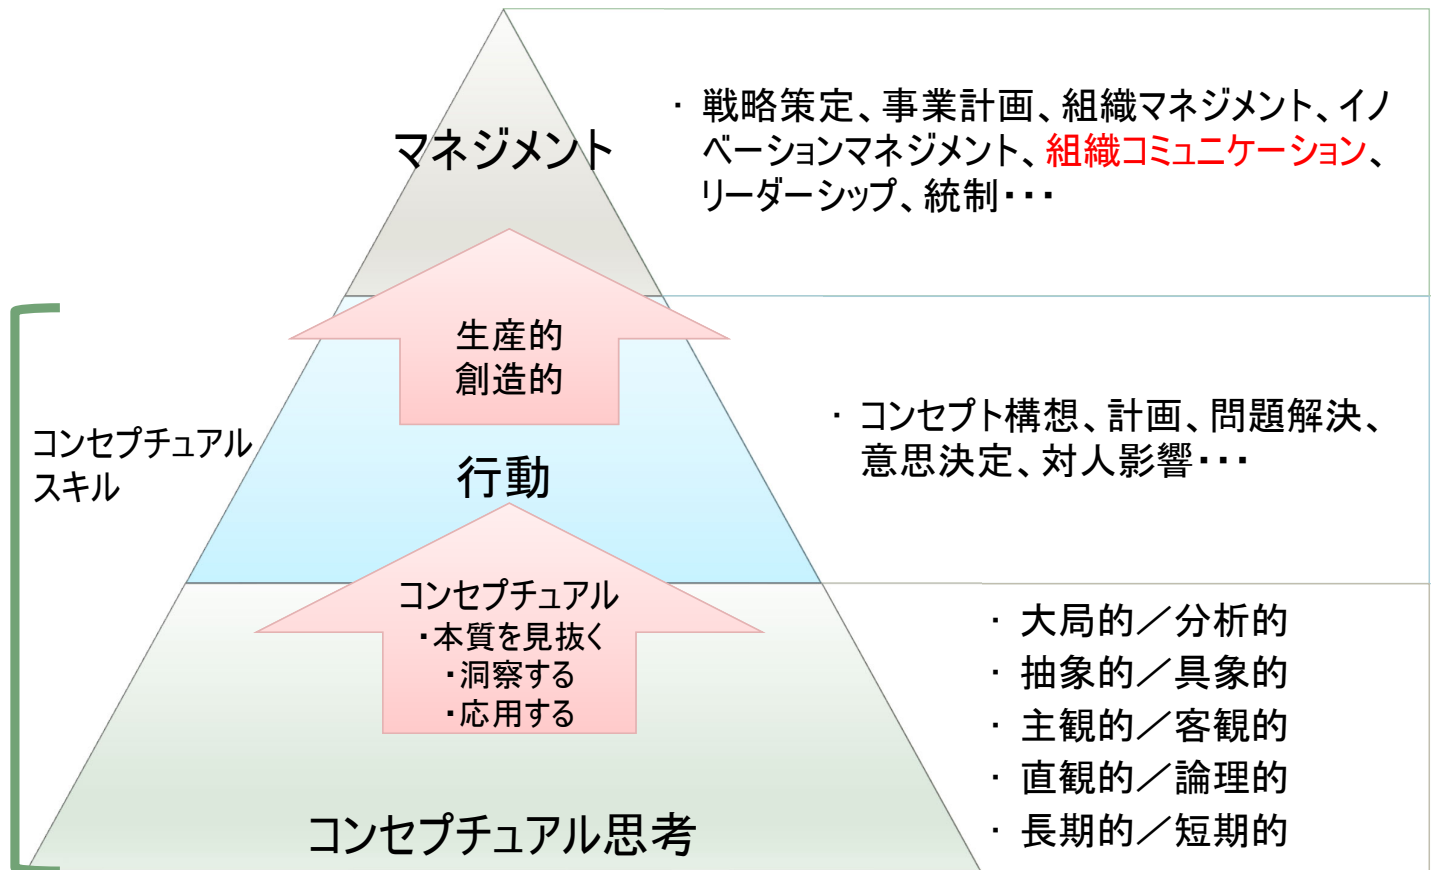 マネジメント
・ 戦略策定、事業計画、組織マネジメント、イノ
ベーションマネジメント、組織コミュニケーション、
リーダーシップ、統制・・・
生産的
創造的
コンセプチュアル
スキル
行動
・ コンセプト構想、計画、問題解決、
意思決定、対人影響・・・
コンセプチュアル
・本質を見抜く
・洞察する
・応用する
コンセプチュアル思考
・ 大局的／分析的
・ 抽象的／具象的
・ 主観的／客観的
・ 直観的／論理的
・ 長期的／短期的